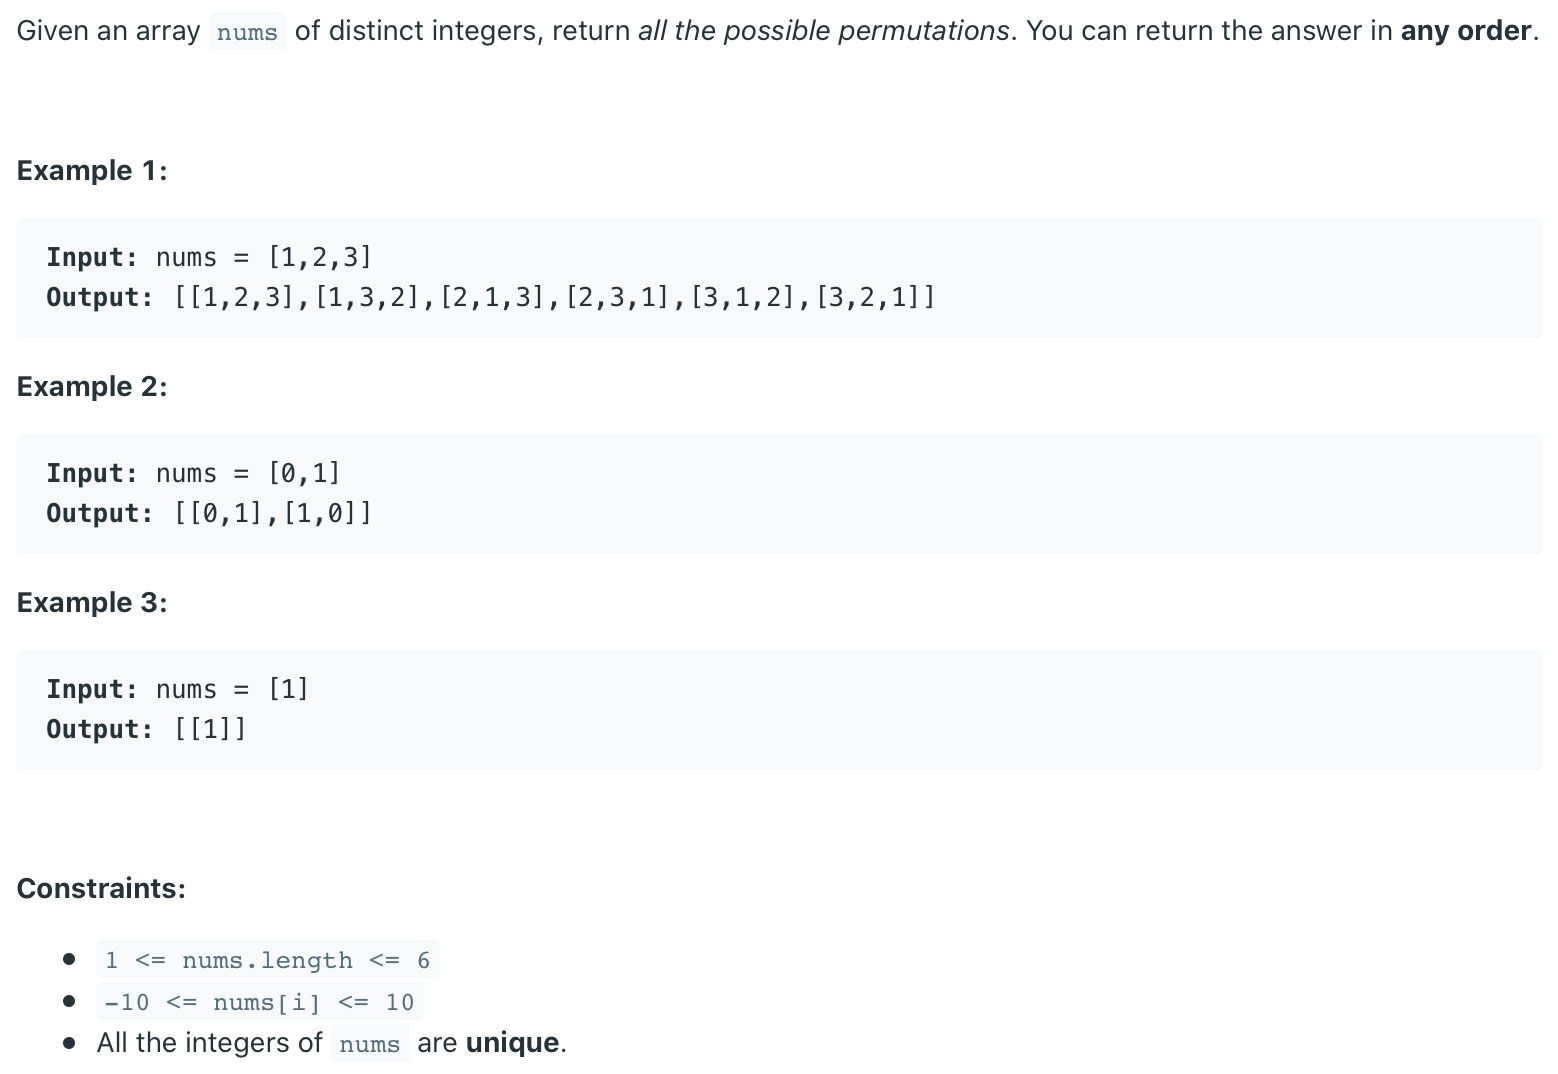 Given an array nums of distinct integers, return all the possible permutations. You can return the answer in any order.
Example 1:
Input: nums = [1,2,3]
Output: [[1,2,3],[1,3,2],[2,1,3],[2,3,1],[3,1,2],[3,2,1]]
Example 2:
Input: nums = [0,1]
Output: [[0,1],[1,0]]
Example 3:
Input: nums = [1]
Output: [[1]]
Constraints:
• 1 <= nums.length <= 6
• -10 <= nums[i] <= 10
• All the integers of nums are unique.